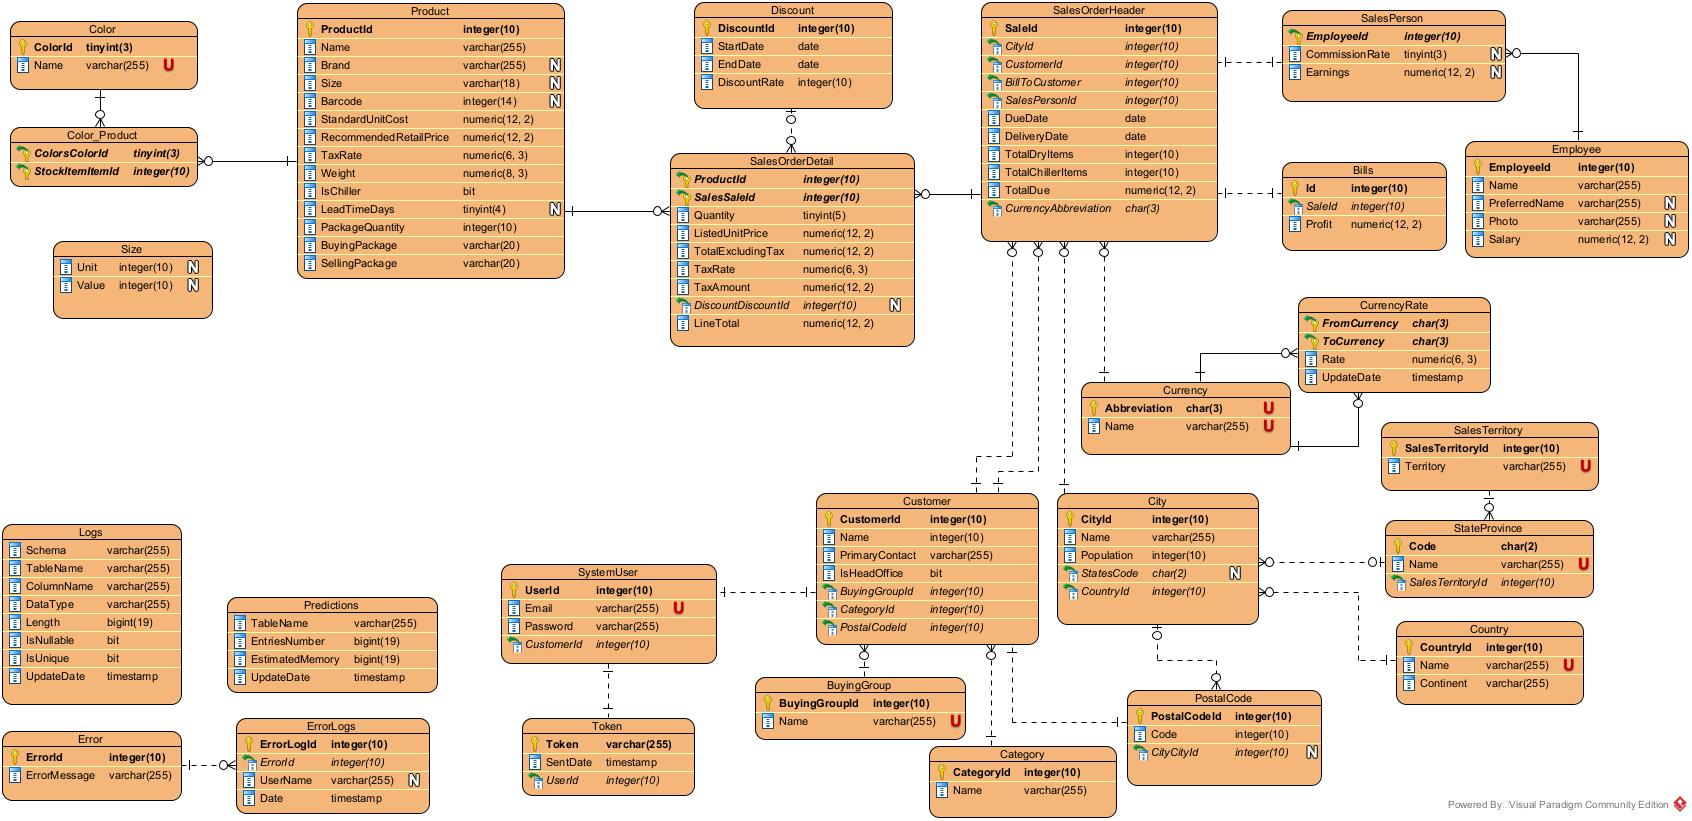 Color
ColorId tinyint(3)
Name varchar(255) U
Color_Product
ColorsColorId tinyint(3)
StockItemItemId integer(10)
Size
Unit integer(10) N
Value integer(10) N
Product
ProductId integer(10)
Name varchar(255)
Brand varchar(255) N
Size varchar(18) N
Barcode integer(14) N
StandardUnitCost numeric(12, 2)
RecommendedRetailPrice numeric(12, 2)
TaxRate numeric(6, 3)
Weight numeric(8, 3)
IsChiller bit
LeadTimeDays tinyint(4) N
PackageQuantity integer(10)
BuyingPackage varchar(20)
SellingPackage varchar(20)
Discount
DiscountId integer(10)
StartDate date
EndDate date
DiscountRate integer(10)
SalesOrderDetail
ProductId integer(10)
SalesSaleId integer(10)
Quantity tinyint(5)
ListedUnitPrice numeric(12, 2)
TotalExcludingTax numeric(12, 2)
TaxRate numeric(6, 3)
TaxAmount numeric(12, 2)
DiscountDiscountId integer(10) N
LineTotal numeric(12, 2)
SalesOrderHeader
SaleId integer(10)
CityId integer(10)
CustomerId integer(10)
BillToCustomer integer(10)
SalesPersonId integer(10)
DueDate date
DeliveryDate date
TotalDryItems integer(10)
TotalChillerItems integer(10)
TotalDue numeric(12, 2)
CurrencyAbbreviation char(3)
SalesPerson
EmployeeId integer(10)
CommissionRate tinyint(3) N
Earnings numeric(12, 2) N
Employee
EmployeeId integer(10)
Name varchar(255)
PreferredName varchar(255) N
Photo varchar(255) N
Salary numeric(12, 2) N
Bills
Id integer(10)
SaleId integer(10)
Profit numeric(12, 2)
CurrencyRate
FromCurrency char(3)
ToCurrency char(3)
Rate numeric(6, 3)
UpdateDate timestamp
Currency
Abbreviation char(3) U
Name varchar(255) U
SalesTerritory
SalesTerritoryId integer(10)
Territory varchar(255) U
StateProvince
Code char(2)
Name varchar(255) U
SalesTerritoryId integer(10)
Country
CountryId integer(10)
Name varchar(255) U
Continent varchar(255)
City
CityId integer(10)
Name varchar(255)
Population integer(10)
StatesCode char(2) N
CountryId integer(10)
Customer
CustomerId integer(10)
Name integer(10)
PrimaryContact varchar(255)
IsHeadOffice bit
BuyingGroupId integer(10)
CategoryId integer(10)
PostalCodeId integer(10)
SystemUser
UserId integer(10)
Email varchar(255) U
Password varchar(255)
CustomerId integer(10)
Token
Token varchar(255)
SentDate timestamp
UserId integer(10)
BuyingGroup
BuyingGroupId integer(10)
Name varchar(255) U
Category
CategoryId integer(10)
Name varchar(255)
PostalCode
PostalCodeId integer(10)
Code integer(10)
CityCityId integer(10) N
Logs
Schema varchar(255)
TableName varchar(255)
ColumnName varchar(255)
DataType varchar(255)
Length bigint(19)
IsNullable bit
IsUnique bit
UpdateDate timestamp
Predictions
TableName varchar(255)
EntriesNumber bigint(19)
EstimatedMemory bigint(19)
UpdateDate timestamp
Error
ErrorId integer(10)
ErrorMessage varchar(255)
ErrorLogs
ErrorLogId integer(10)
ErrorId integer(10)
UserName varchar(255) N
Date timestamp
Powered By Visual Paradigm Community Edition